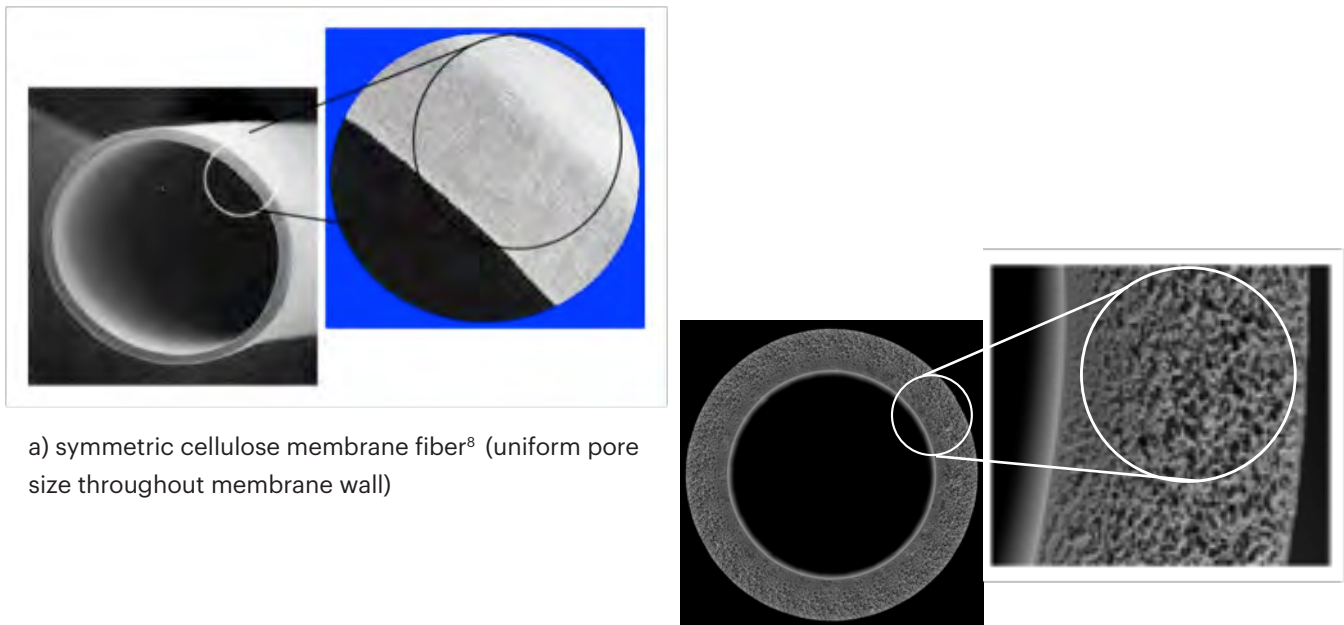 a) symmetric cellulose membrane fiber⁸ (uniform pore
size throughout membrane wall)